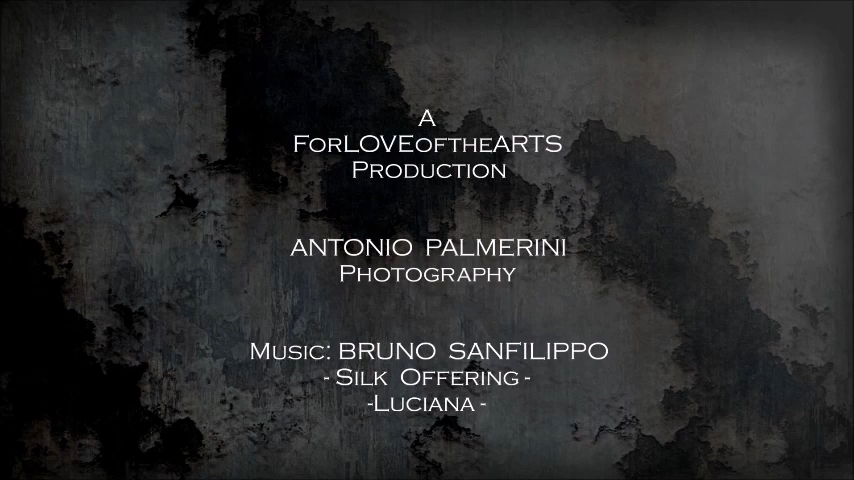 A
ForLOVEoftheARTS
Production
ANTONIO PALMERINI
Photography
Music: BRUNO SANFILIPPO
- Silk Offering -
-Luciana -